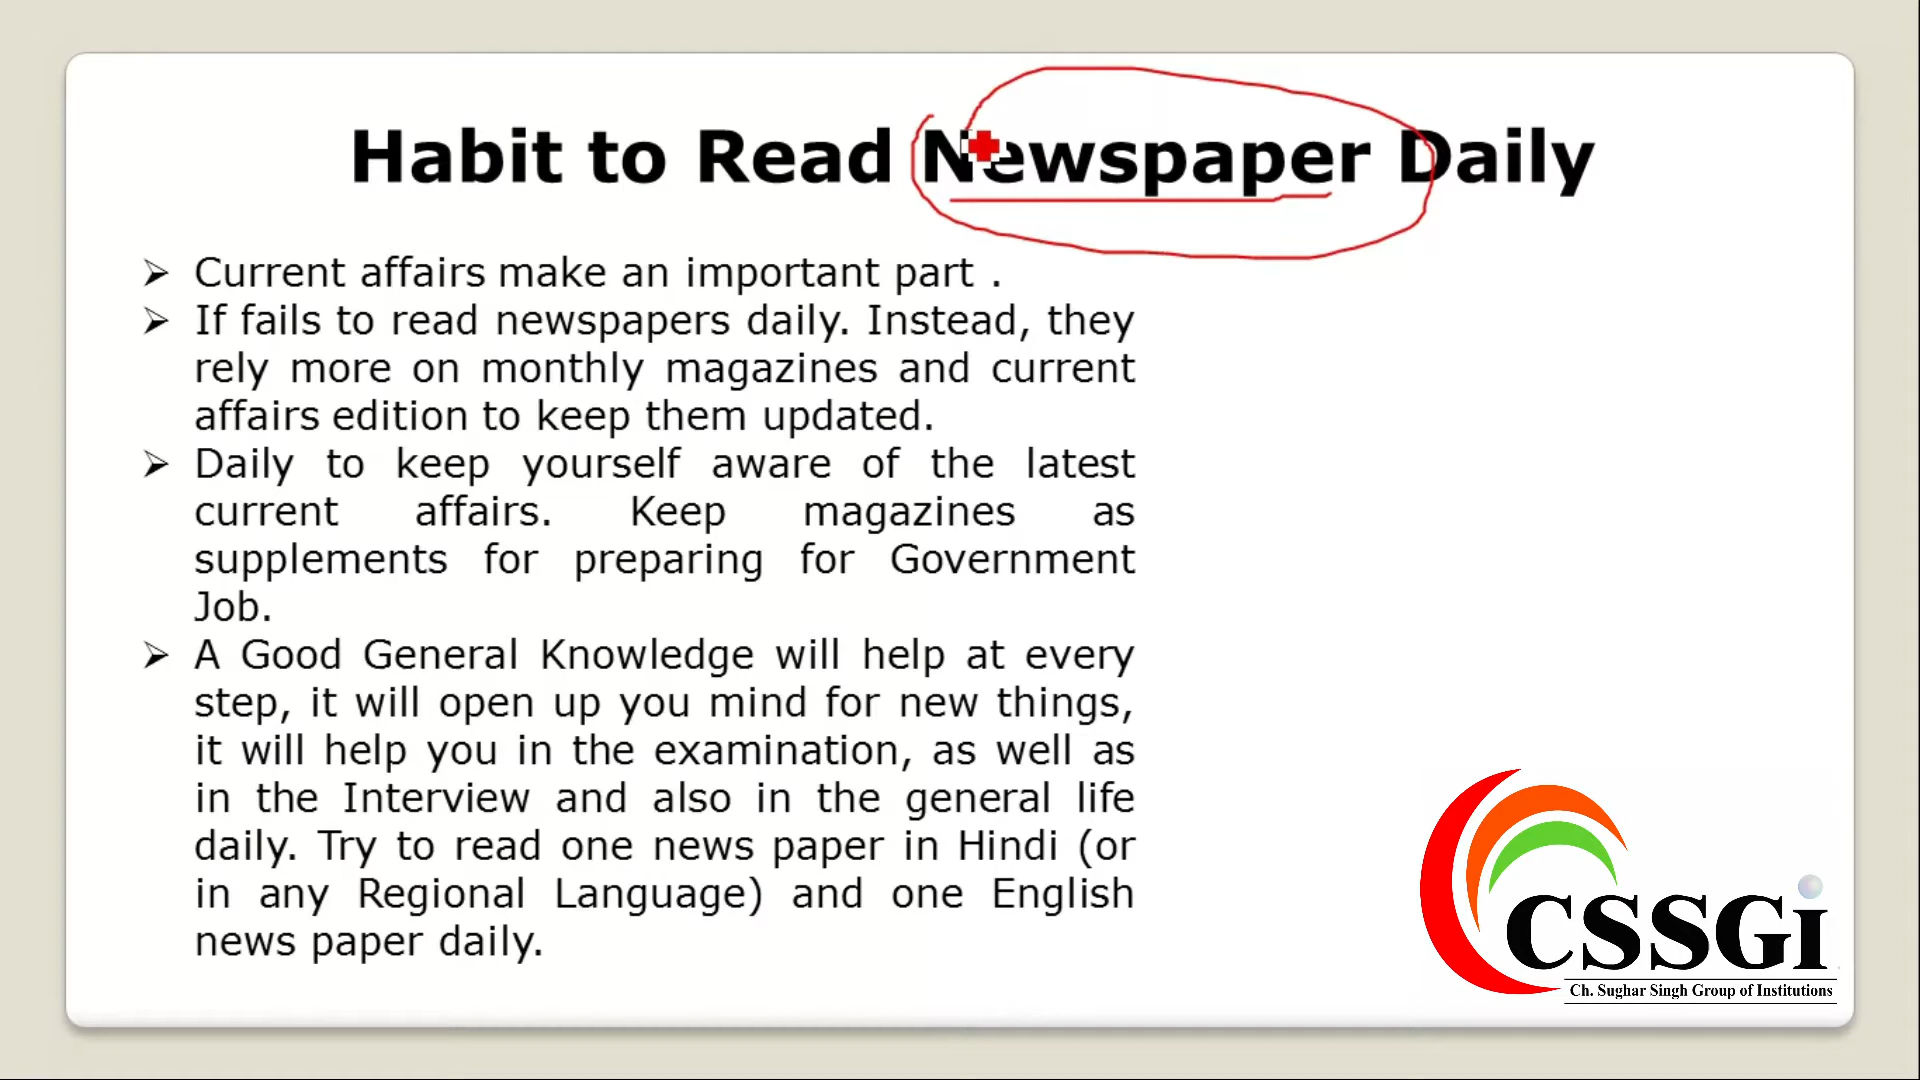 Habit to Read Newspaper Daily
➢ Current affairs make an important part .
➢ If fails to read newspapers daily. Instead, they
rely more on monthly magazines and current
affairs edition to keep them updated.
➢ Daily to keep yourself aware of the latest
current affairs. Keep magazines as
supplements for preparing for Government
Job.
➢ A Good General Knowledge will help at every
step, it will open up you mind for new things,
it will help you in the examination, as well as
in the Interview and also in the general life
daily. Try to read one news paper in Hindi (or
in any Regional Language) and one English
news paper daily.
CSSGi
Ch. Sughar Singh Group of Institutions